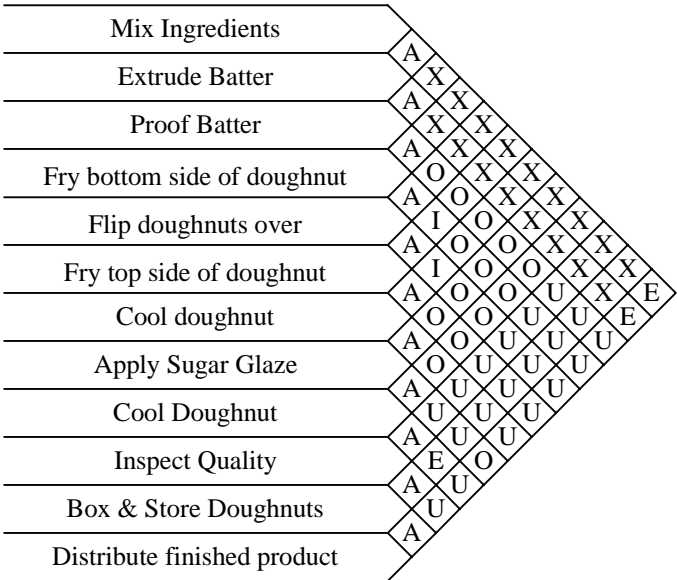 Mix Ingredients
A
Extrude Batter X
A X
Proof Batter X X
A X X
Fry bottom side of doughnut O X X
A O X X
Flip doughnuts over I O X X
A O O X X
Fry top side of doughnut I O O X X
A O O U X E
Cool doughnut O O U U E
A O U U U
Apply Sugar Glaze O U U U
A U U U
Cool Doughnut U U U
A U U
Inspect Quality E O
A U
Box & Store Doughnuts U
A
Distribute finished product